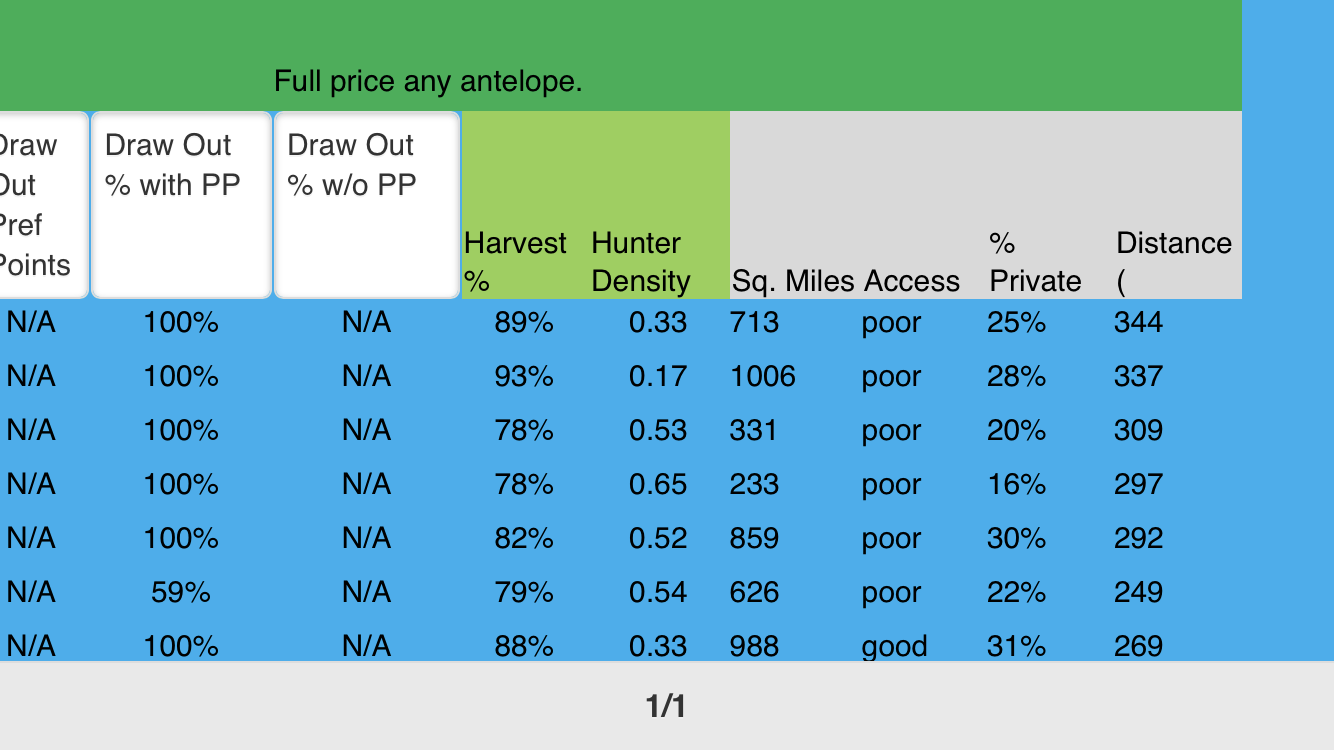 Full price any antelope.
Draw Out Pref Points Draw Out % with PP Draw Out % w/o PP Harvest % Hunter Density Sq. Miles Access % Private Distance (
N/A 100% N/A 89% 0.33 713 poor 25% 344
N/A 100% N/A 93% 0.17 1006 poor 28% 337
N/A 100% N/A 78% 0.53 331 poor 20% 309
N/A 100% N/A 78% 0.65 233 poor 16% 297
N/A 100% N/A 82% 0.52 859 poor 30% 292
N/A 59% N/A 79% 0.54 626 poor 22% 249
N/A 100% N/A 88% 0.33 988 good 31% 269
1/1